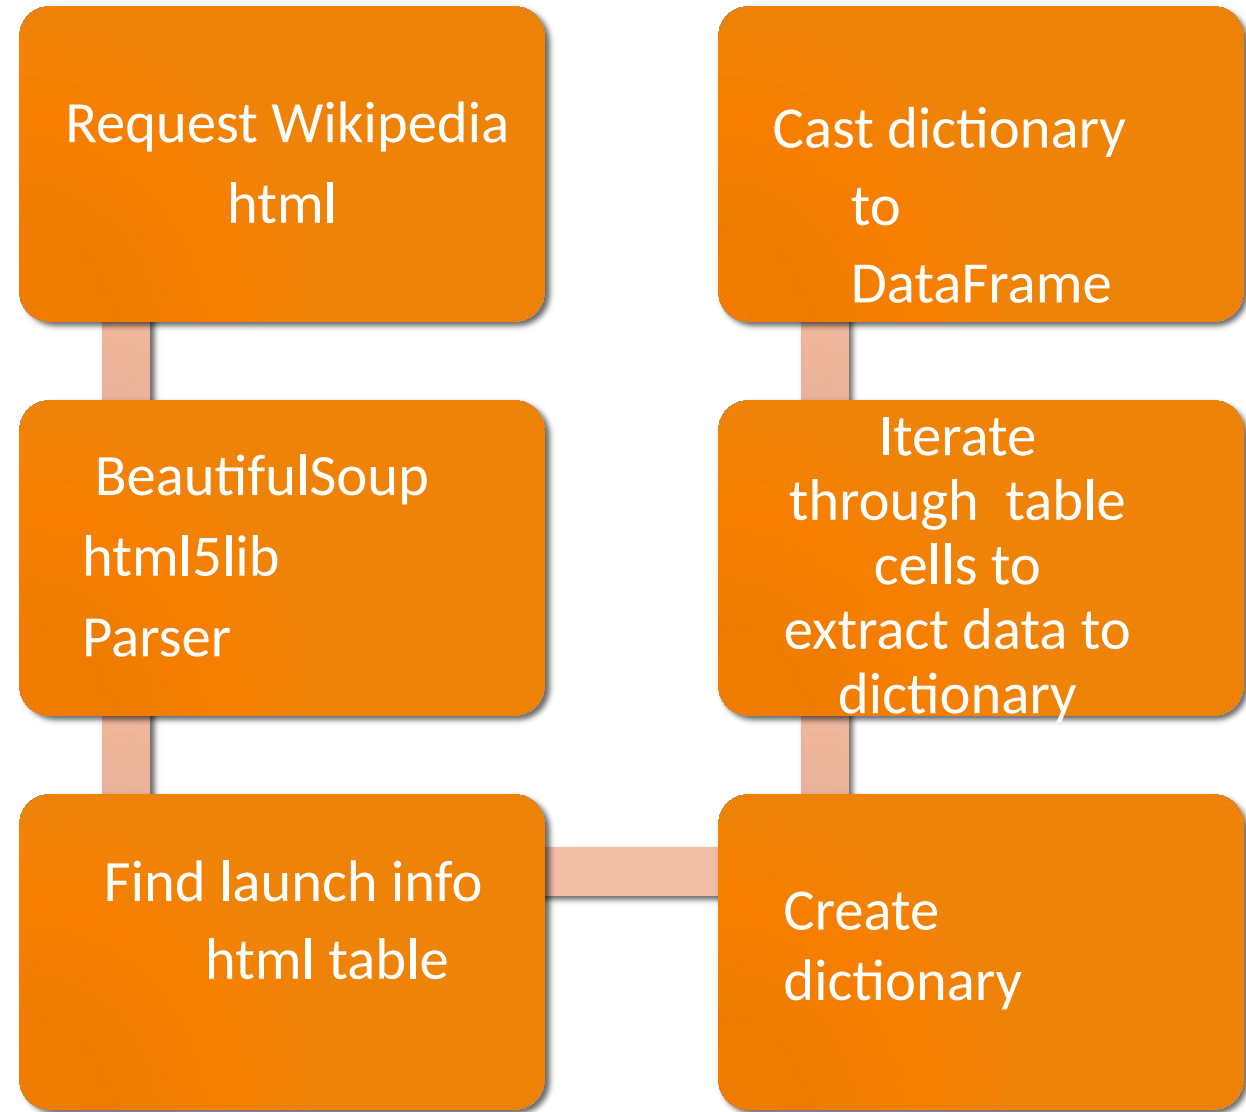 Request Wikipedia
html
BeautifulSoup
html5lib
Parser
Find launch info
html table
Create
dictionary
Iterate
through  table
cells to
extract data to
dictionary
Cast dictionary
to
DataFrame